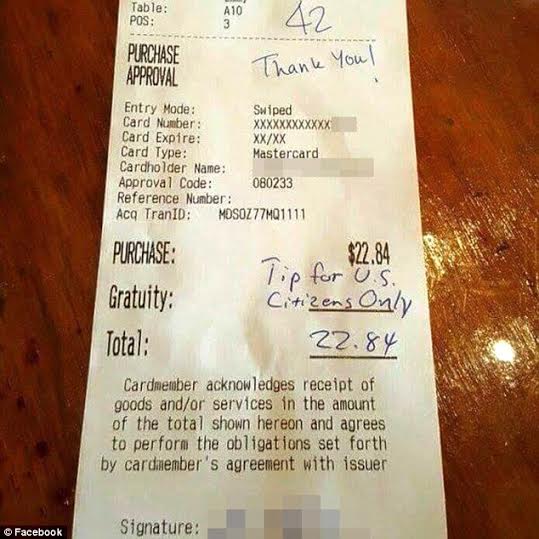 Table: A10
POS: 3
42
PURCHASE
APPROVAL
Thank You!
Entry Mode: Swiped
Card Number: XXXXXXXXXXXX
Card Expire: XX/XX
Card Type: Mastercard
Cardholder Name:
Approval Code: 080233
Reference Number:
Acq TranID: MDSOZ77MQ1111
PURCHASE: $22.84
Tip for U.S.
Gratuity: Citizens Only
Total: 22.84
Cardmember acknowledges receipt of
goods and/or services in the amount
of the total shown hereon and agrees
to perform the obligations set forth
by cardmember's agreement with issuer
Signature:
© Facebook